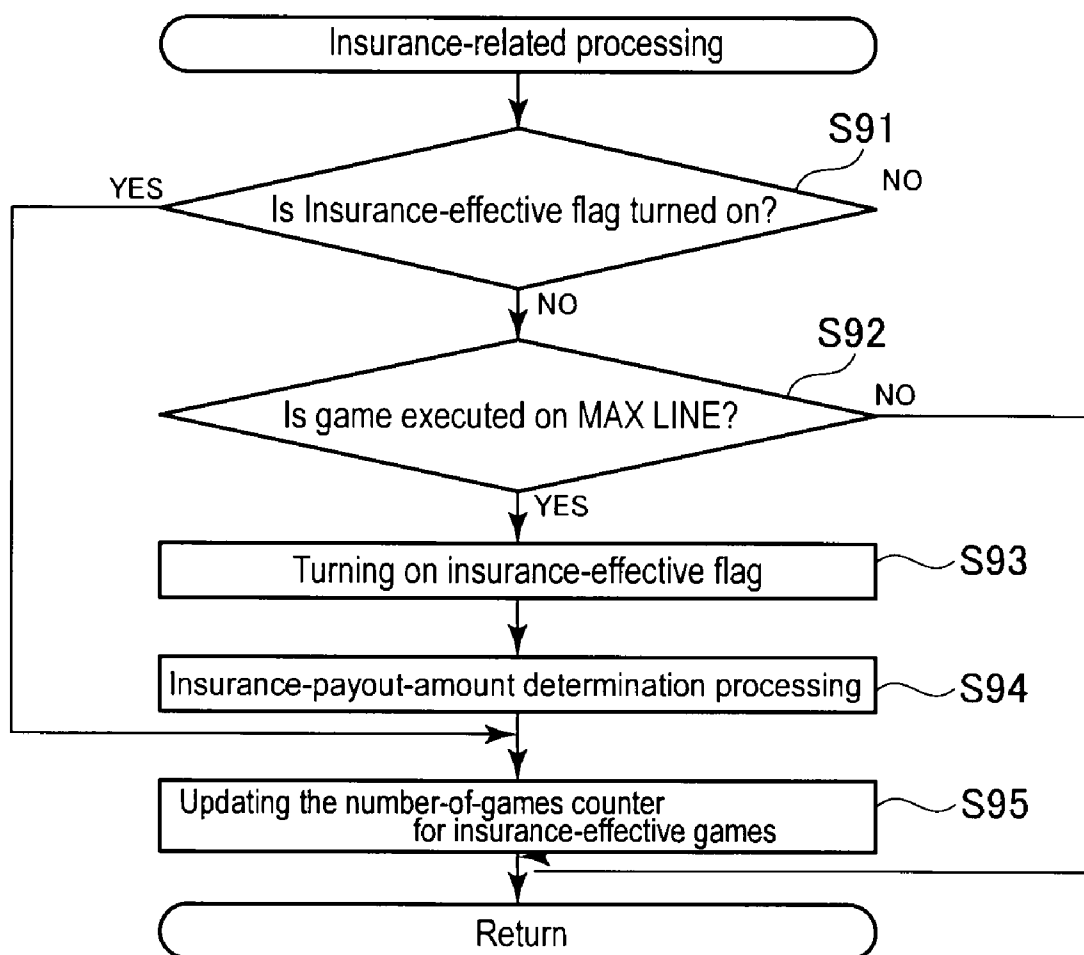 Insurance-related processing
S91
YES
NO
Is Insurance-effective flag turned on?
NO
S92
NO
Is game executed on MAX LINE?
YES
Turning on insurance-effective flag
S93
Insurance-payout-amount determination processing
S94
Updating the number-of-games counter
for insurance-effective games
S95
Return